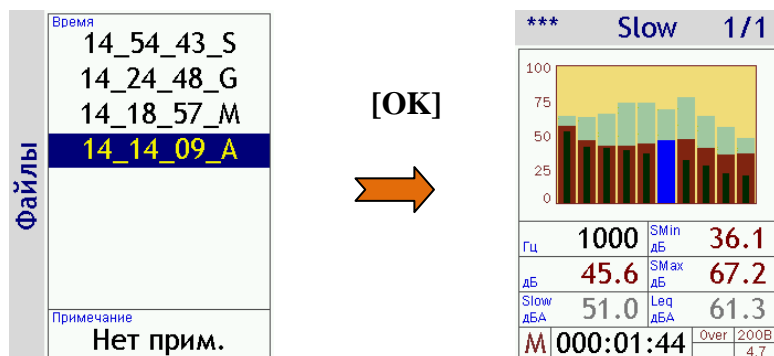 Файлы
Время
14_54_43_S
14_24_48_G
14_18_57_M
14_14_09_A
Примечание
Нет прим.
[OK]
*** Slow 1/1
100
75
50
25
0
Гц 1000 SMin дБ 36.1
дБ 45.6 SMax дБ 67.2
Slow дБА 51.0 Leq дБА 61.3
M 000:01:44 Over 200В 4.7